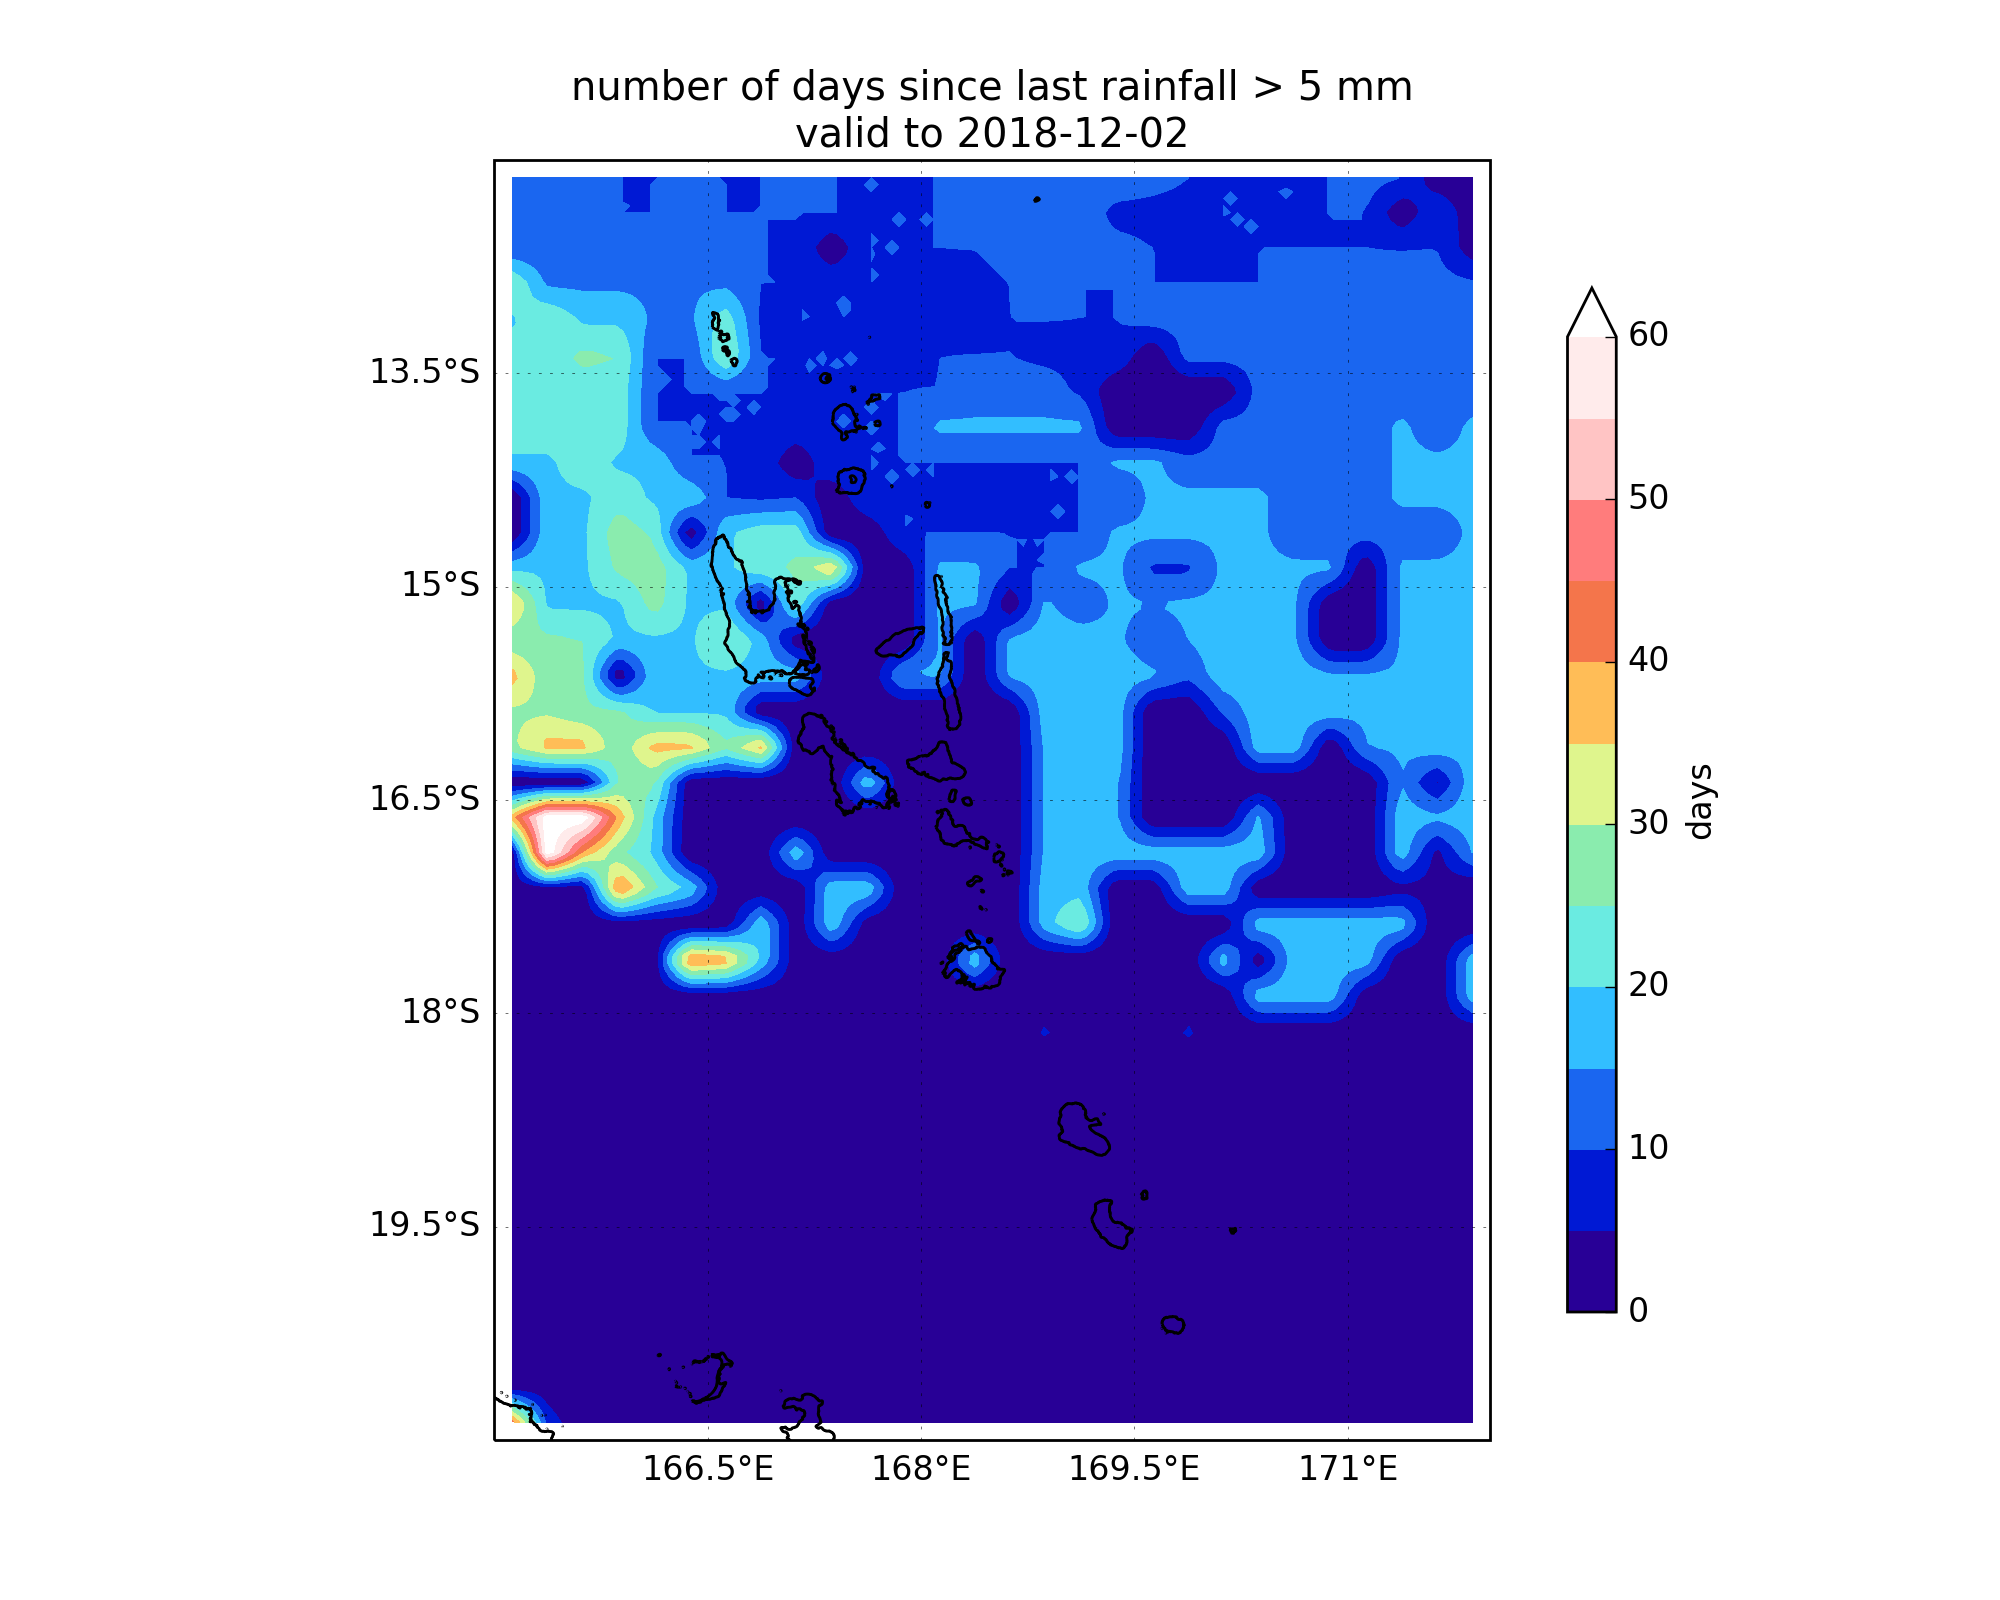 number of days since last rainfall > 5 mm
valid to 2018-12-02
13.5°S
15°S
16.5°S
18°S
19.5°S
166.5°E
168°E
169.5°E
171°E
60
50
40
30
20
10
0
days